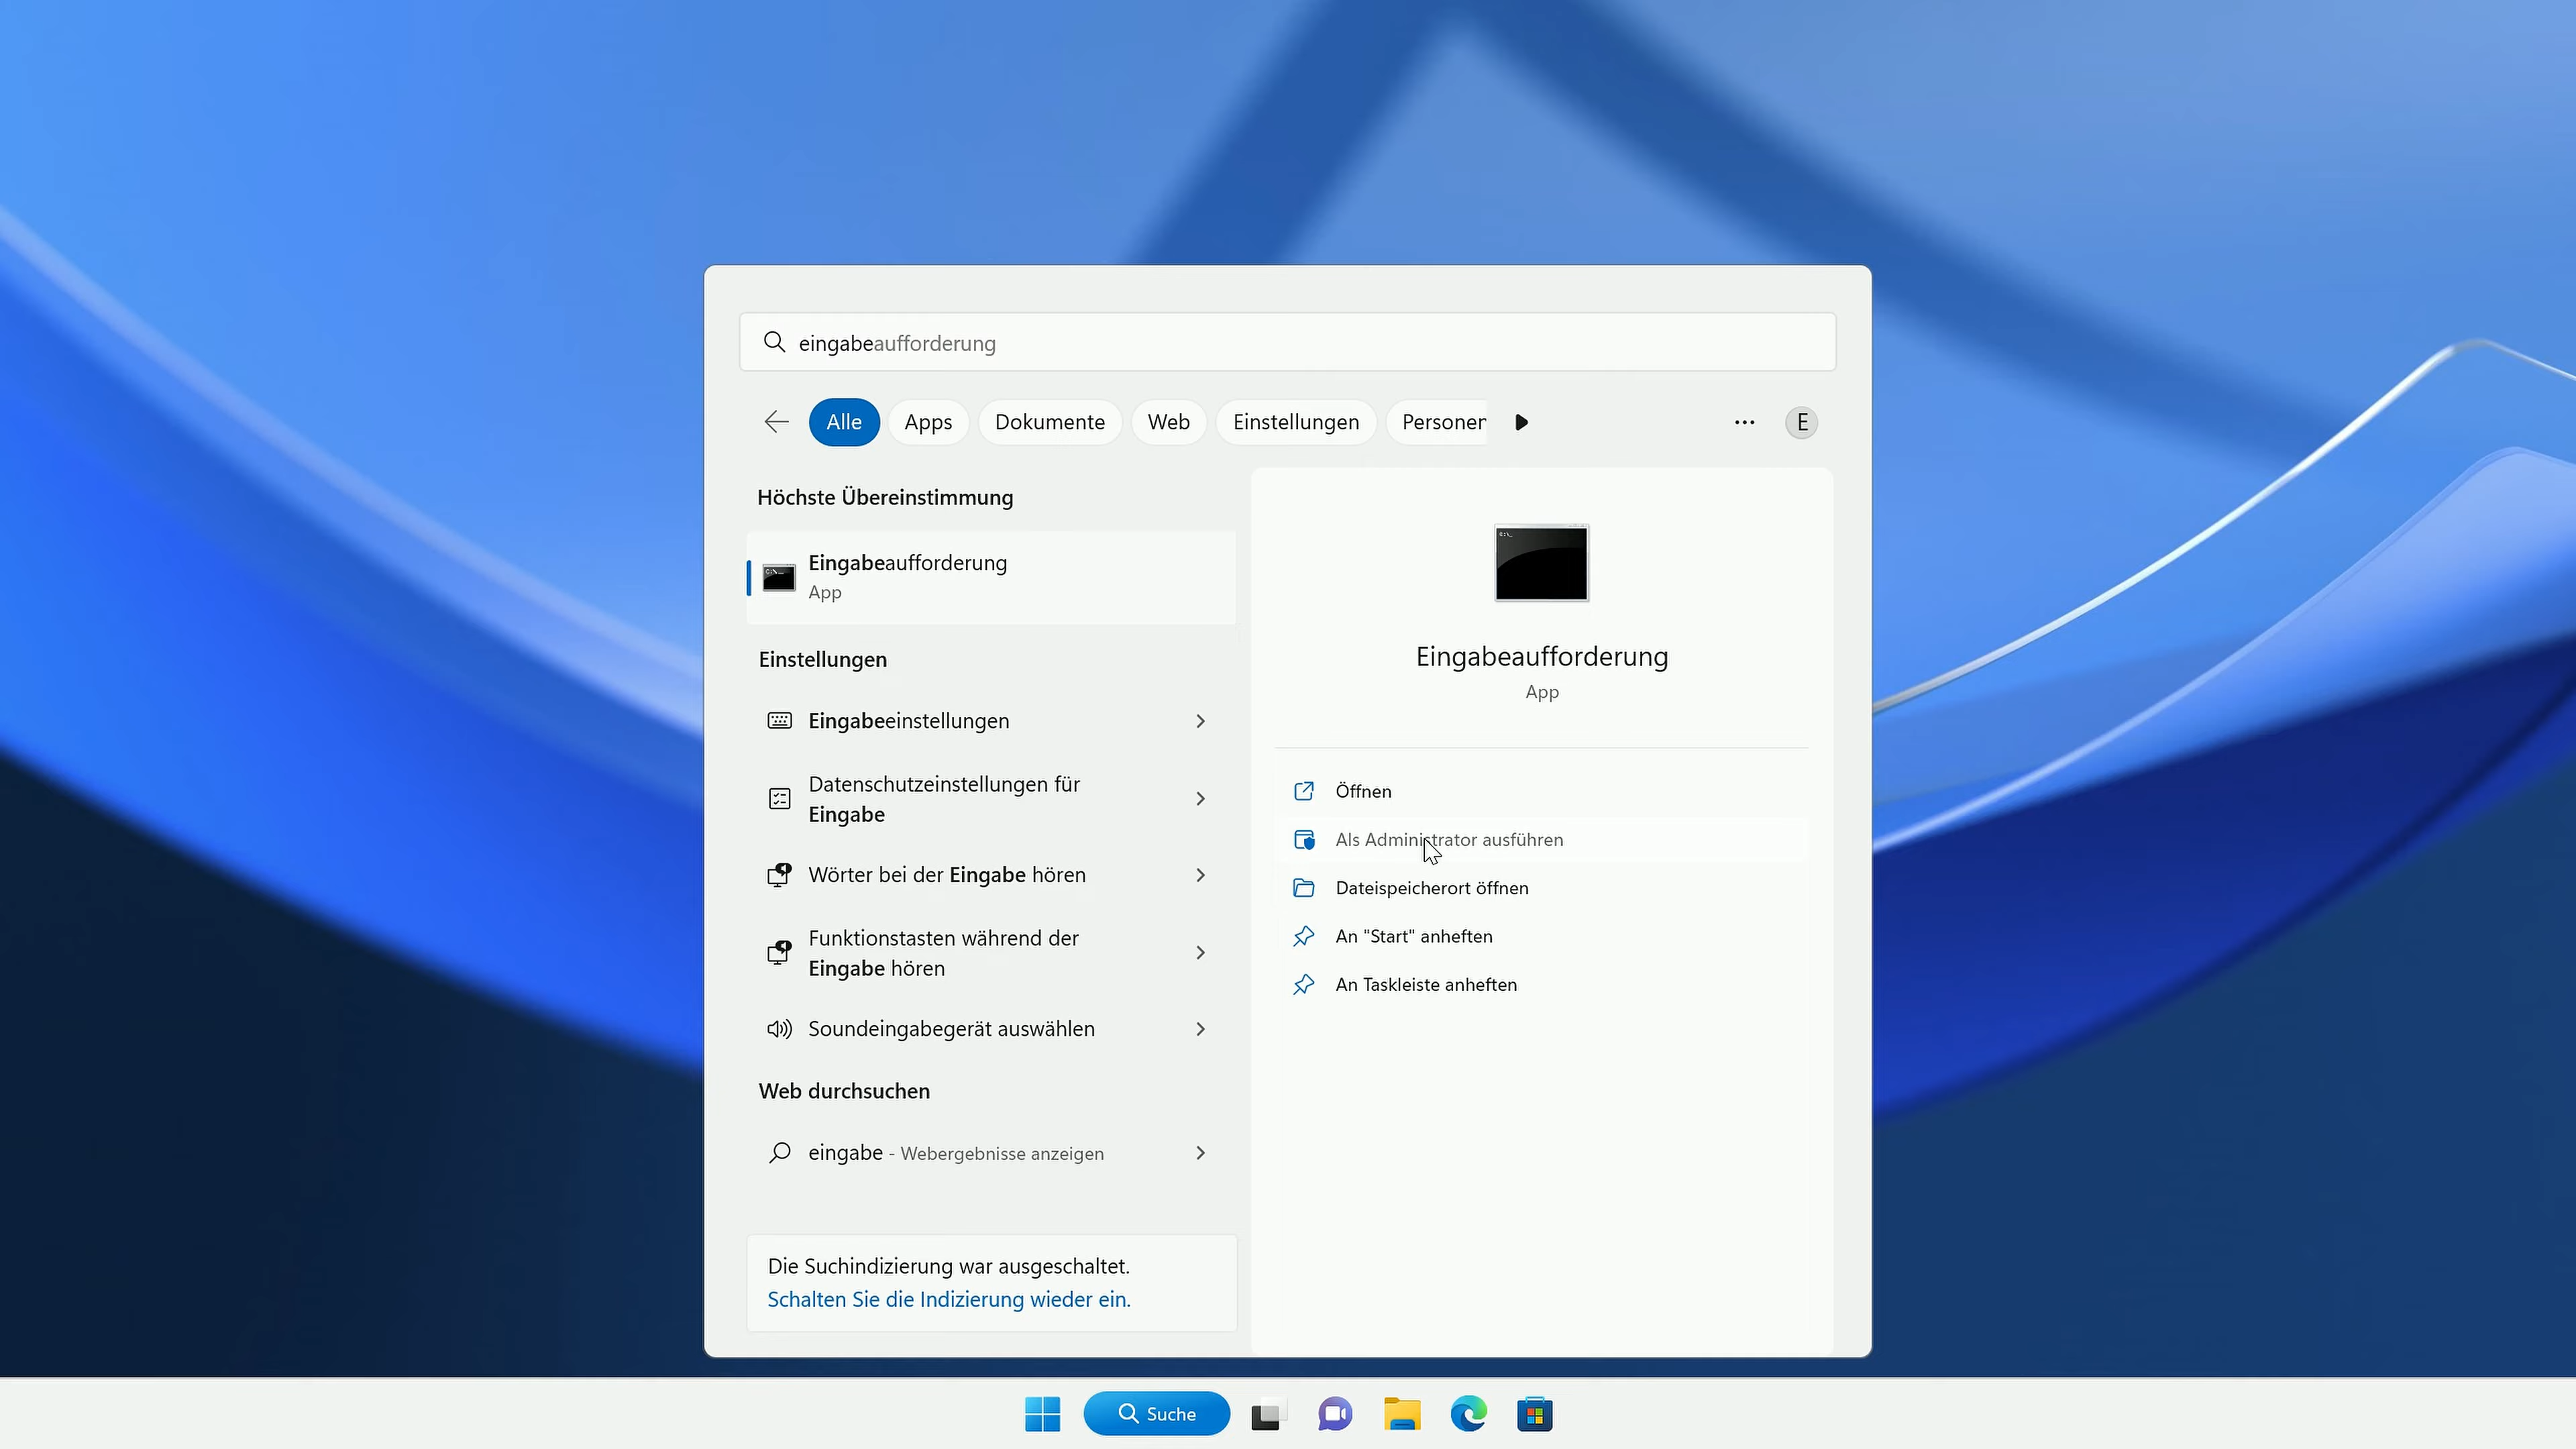 eingabeaufforderung
Alle
Apps
Dokumente
Web
Einstellungen
Personen
E
Höchste Übereinstimmung
Eingabeaufforderung
App
Einstellungen
Eingabeeinstellungen
Datenschutzeinstellungen für
Eingabe
Wörter bei der Eingabe hören
Funktionstasten während der
Eingabe hören
Soundeingabegerät auswählen
Web durchsuchen
eingabe - Webergebnisse anzeigen
Die Suchindizierung war ausgeschaltet.
Schalten Sie die Indizierung wieder ein.
Eingabeaufforderung
App
Öffnen
Als Administrator ausführen
Dateispeicherort öffnen
An "Start" anheften
An Taskleiste anheften
Suche